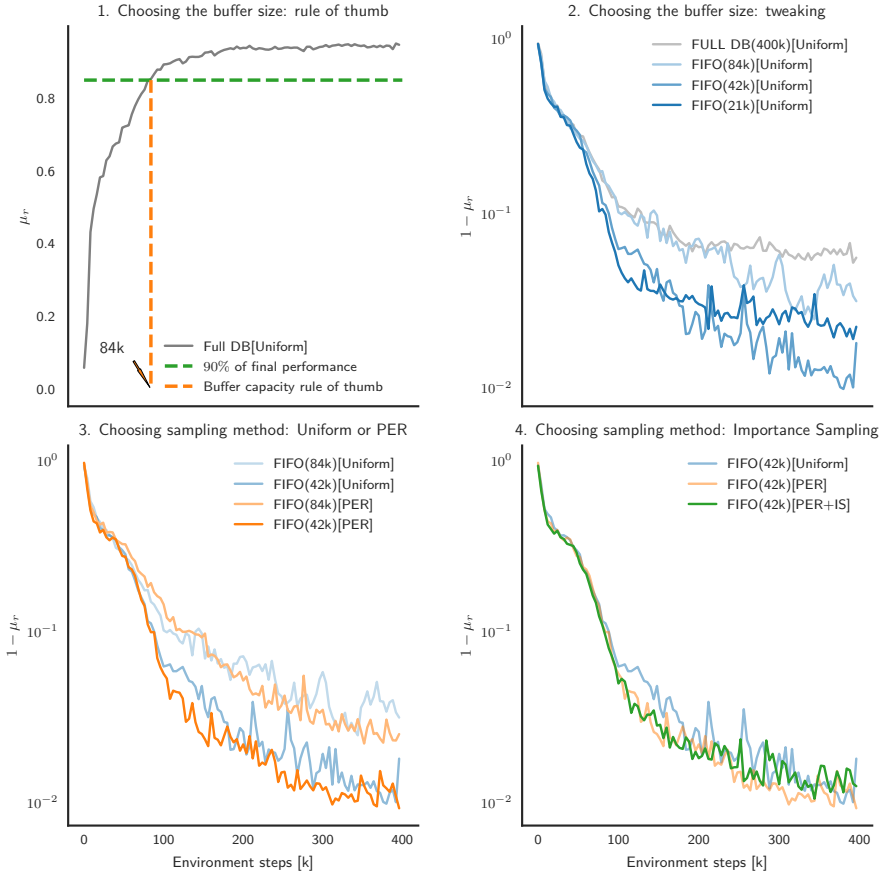 1. Choosing the buffer size: rule of thumb
μr
0.8
0.6
0.4
0.2
0.0
84k
Full DB[Uniform]
90% of final performance
Buffer capacity rule of thumb
2. Choosing the buffer size: tweaking
1 − μr
10^0
10^−1
10^−2
FULL DB(400k)[Uniform]
FIFO(84k)[Uniform]
FIFO(42k)[Uniform]
FIFO(21k)[Uniform]
3. Choosing sampling method: Uniform or PER
1 − μr
10^0
10^−1
10^−2
FIFO(84k)[Uniform]
FIFO(42k)[Uniform]
FIFO(84k)[PER]
FIFO(42k)[PER]
0 100 200 300 400
Environment steps [k]
4. Choosing sampling method: Importance Sampling
1 − μr
10^0
10^−1
10^−2
FIFO(42k)[Uniform]
FIFO(42k)[PER]
FIFO(42k)[PER+IS]
0 100 200 300 400
Environment steps [k]